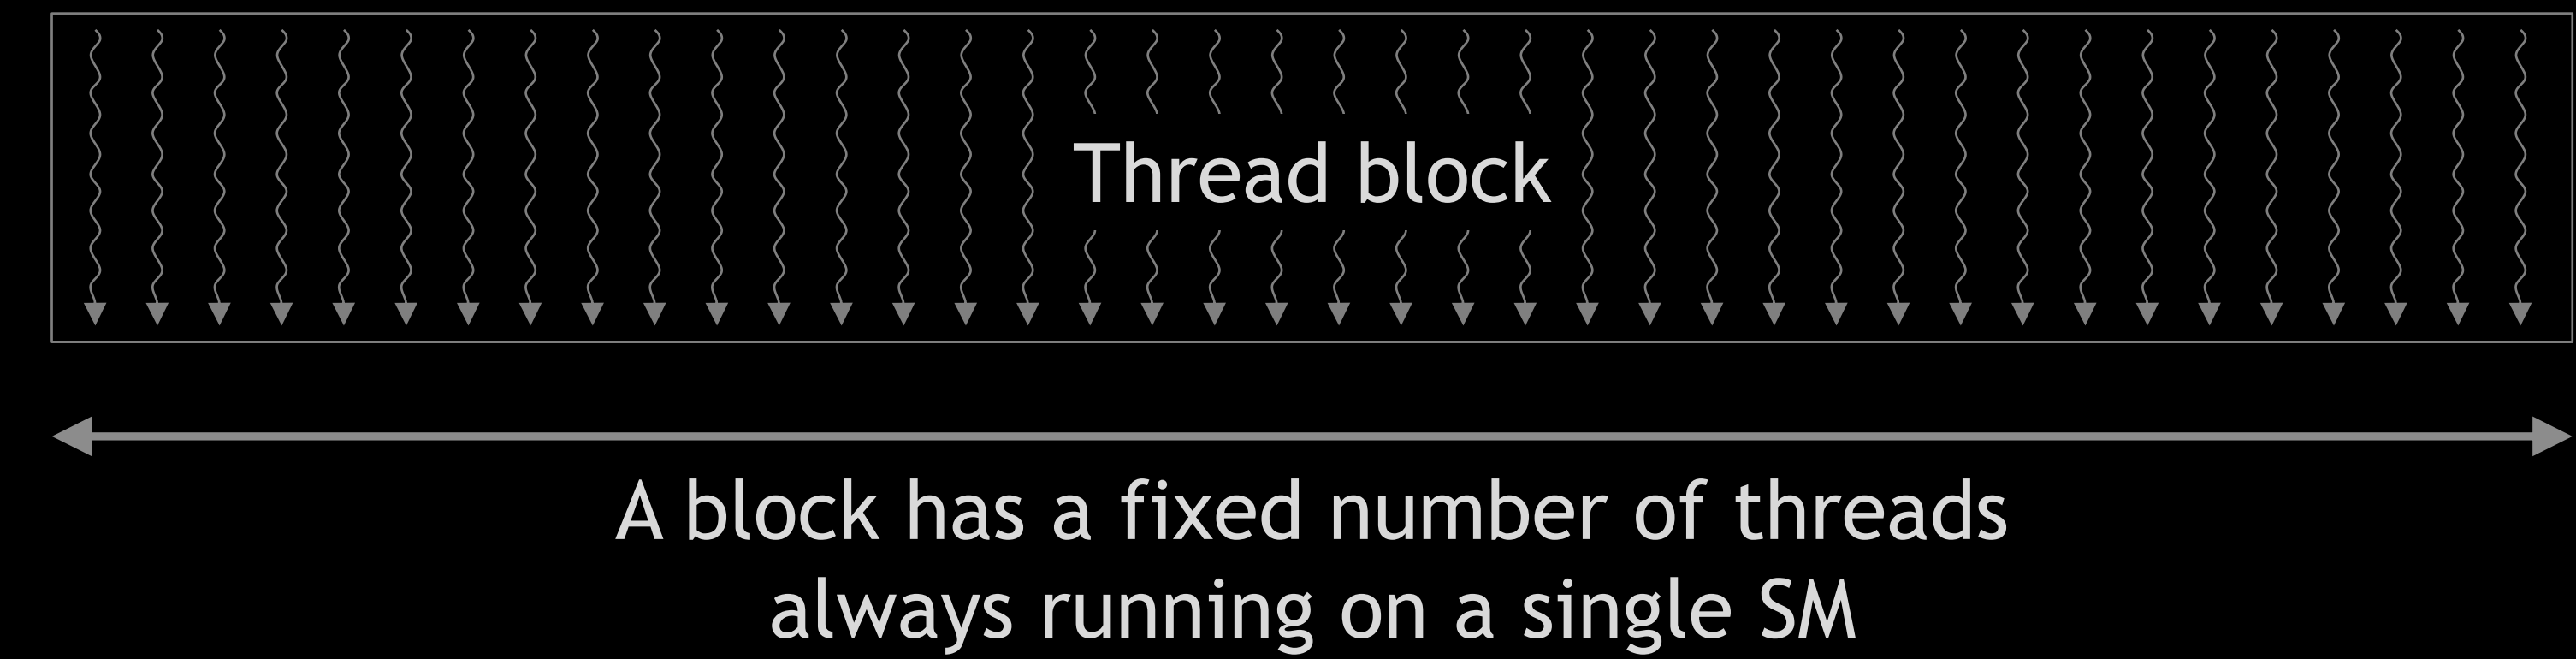 Thread block
A block has a fixed number of threads
always running on a single SM